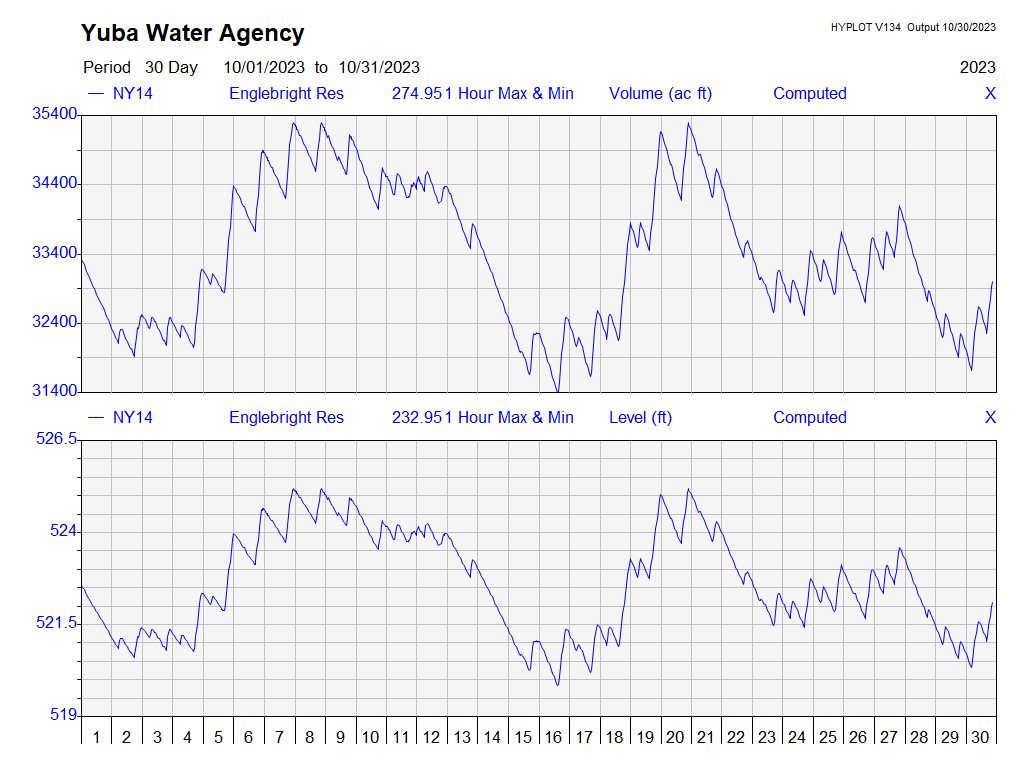 Yuba Water Agency
HYPLOT V134 Output 10/30/2023
Period 30 Day 10/01/2023 to 10/31/2023 2023
NY14 Englebright Res 274.951 Hour Max & Min Volume (ac ft) Computed X
35400
34400
33400
32400
31400
NY14 Englebright Res 232.951 Hour Max & Min Level (ft) Computed X
526.5
524
521.5
519
1 2 3 4 5 6 7 8 9 10 11 12 13 14 15 16 17 18 19 20 21 22 23 24 25 26 27 28 29 30